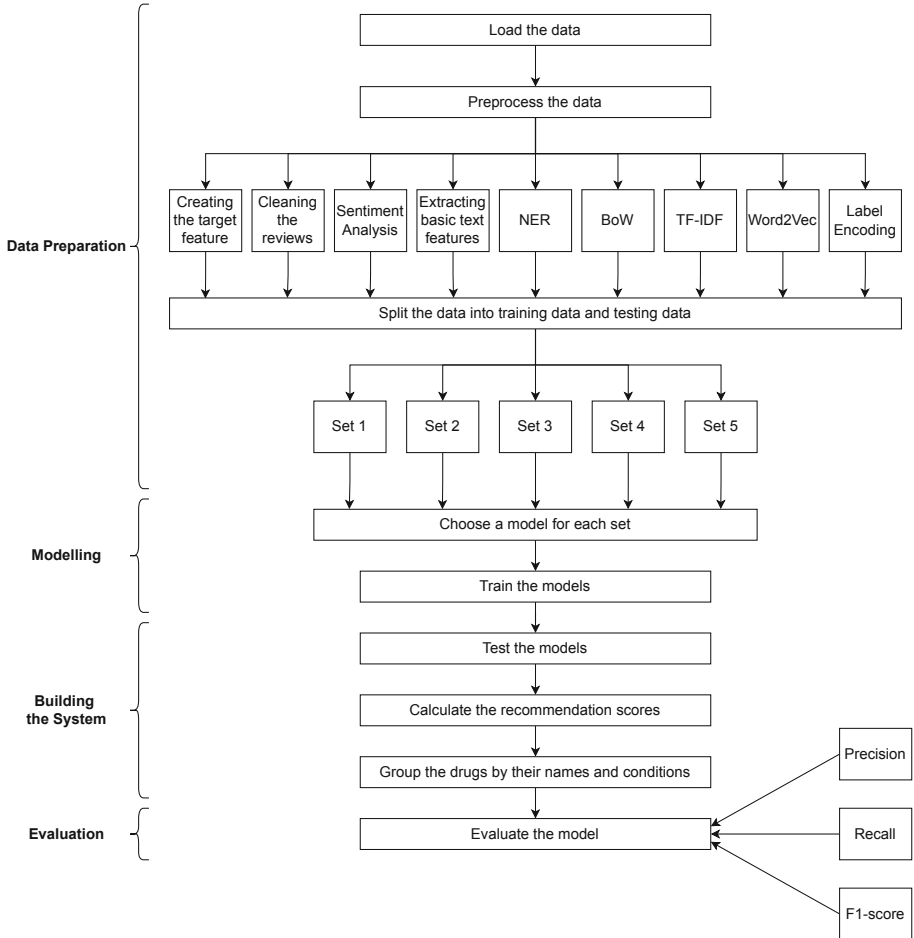 Load the data
Preprocess the data
Creating
the target
feature
Cleaning
the
reviews
Sentiment
Analysis
Extracting
basic text
features
NER
BoW
TF-IDF
Word2Vec
Label
Encoding
Data Preparation
Split the data into training data and testing data
Set 1
Set 2
Set 3
Set 4
Set 5
Choose a model for each set
Modelling
Train the models
Test the models
Building
the System
Calculate the recommendation scores
Group the drugs by their names and conditions
Precision
Evaluation
Evaluate the model
Recall
F1-score